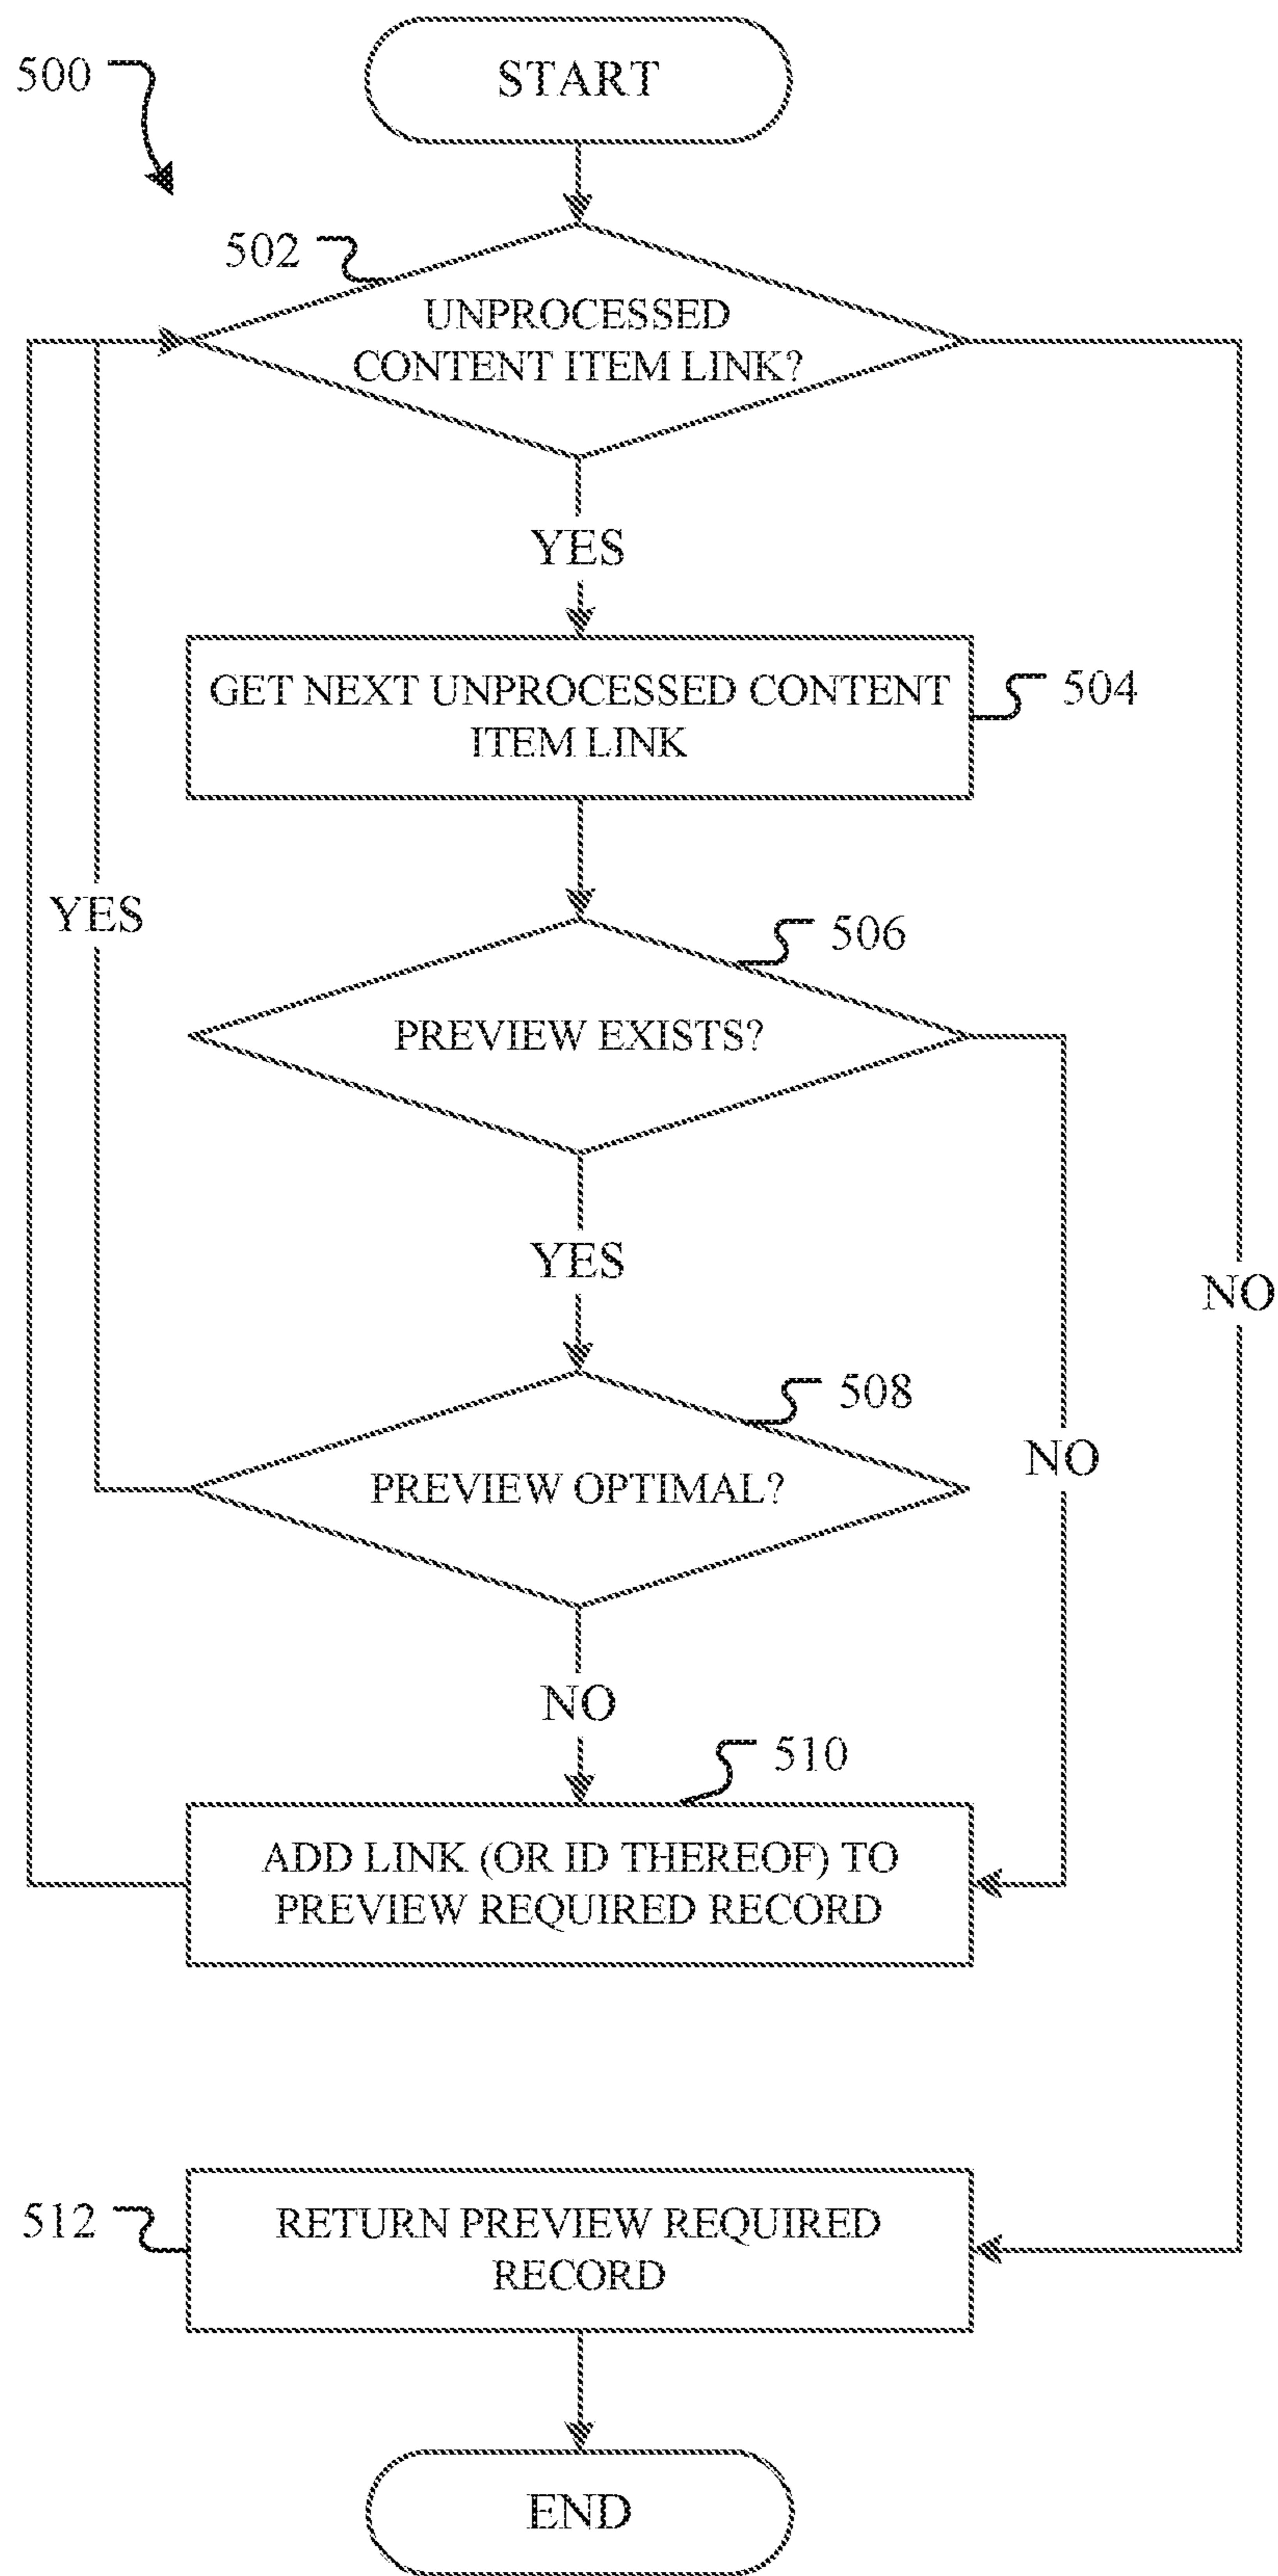 START
500
502
UNPROCESSED
CONTENT ITEM LINK?
YES
GET NEXT UNPROCESSED CONTENT
ITEM LINK
504
YES
506
PREVIEW EXISTS?
YES
NO
508
PREVIEW OPTIMAL?
NO
NO
510
ADD LINK (OR ID THEREOF) TO
PREVIEW REQUIRED RECORD
512
RETURN PREVIEW REQUIRED
RECORD
END